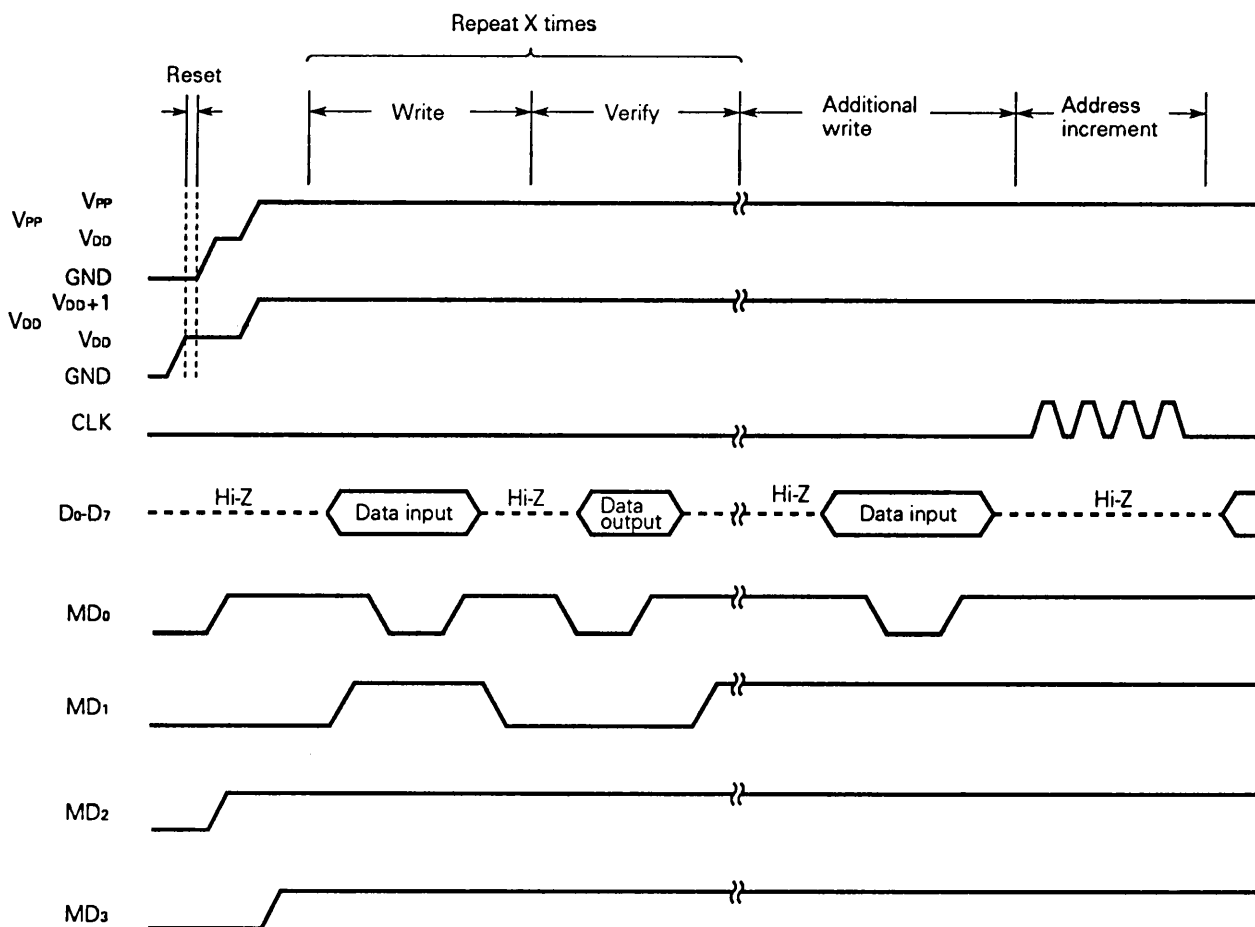 Repeat X times
Reset
Write
Verify
Additional
write
Address
increment
VPP
VPP
VDD
GND
VDD
VDD+1
VDD
GND
CLK
D0-D7
Hi-Z
Data input
Hi-Z
Data
output
Hi-Z
Data input
Hi-Z
MD0
MD1
MD2
MD3